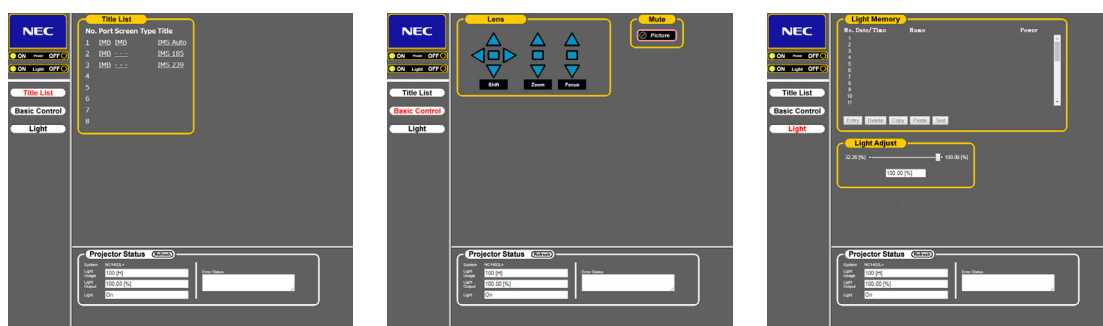 NEC
ON Power OFF
ON Light OFF
Title List
Basic Control
Light
Title List
No. Port Screen Type Title
1 IMB IMB IMS Auto
2 IMB --- IMS 185
3 IMB --- IMS 239
4
5
6
7
8
Projector Status
System NC1402L+
Light Usage 100 [H]
Light Output 100.00 [%]
Light On
Error Status
NEC
ON Power OFF
ON Light OFF
Title List
Basic Control
Light
Lens
Shift Zoom Focus
Mute
Picture
Projector Status
System NC1402L+
Light Usage 100 [H]
Light Output 100.00 [%]
Light On
Error Status
NEC
ON Power OFF
ON Light OFF
Title List
Basic Control
Light
Light Memory
No. Date/Time Name Power
1
2
3
4
5
6
7
8
9
10
11
Entry Delete Copy Paste Test
Light Adjust
32.26 [%] 100.00 [%]
100.00 [%]
Projector Status
System NC1402L+
Light Usage 100 [H]
Light Output 100.00 [%]
Light On
Error Status